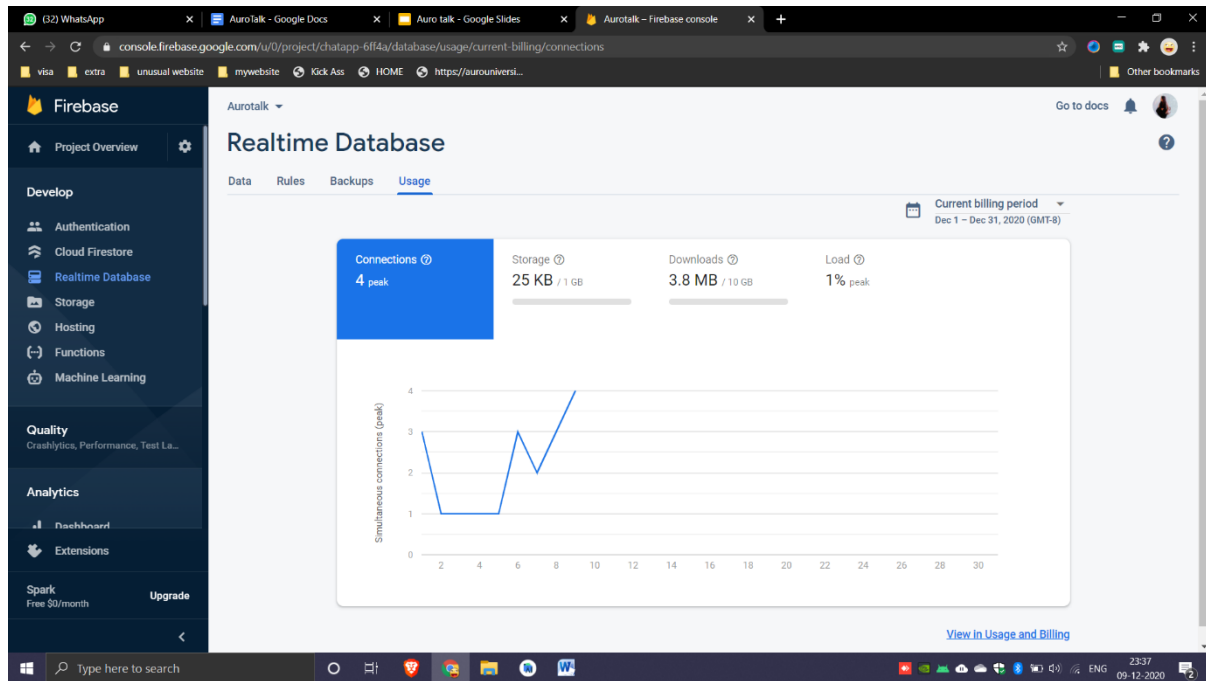 (32) WhatsApp
AuroTalk - Google Docs
Auro talk - Google Slides
Aurotalk – Firebase console
console.firebase.google.com/u/0/project/chatapp-6ff4a/database/usage/current-billing/connections
visa extra unusual website mywebsite Kick Ass HOME https://aurouniversi... Other bookmarks
Firebase
Project Overview
Develop
Authentication
Cloud Firestore
Realtime Database
Storage
Hosting
Functions
Machine Learning
Quality
Crashlytics, Performance, Test La...
Analytics
Dashboard
Extensions
Spark
Free $0/month
Upgrade
Aurotalk
Go to docs
Realtime Database
Data Rules Backups Usage
Current billing period
Dec 1 – Dec 31, 2020 (GMT-8)
Connections
4 peak
Storage
25 KB / 1 GB
Downloads
3.8 MB / 10 GB
Load
1% peak
Simultaneous connections (peak)
4
3
2
1
0
2 4 6 8 10 12 14 16 18 20 22 24 26 28 30
View in Usage and Billing
Type here to search
ENG
23:37
09-12-2020
2